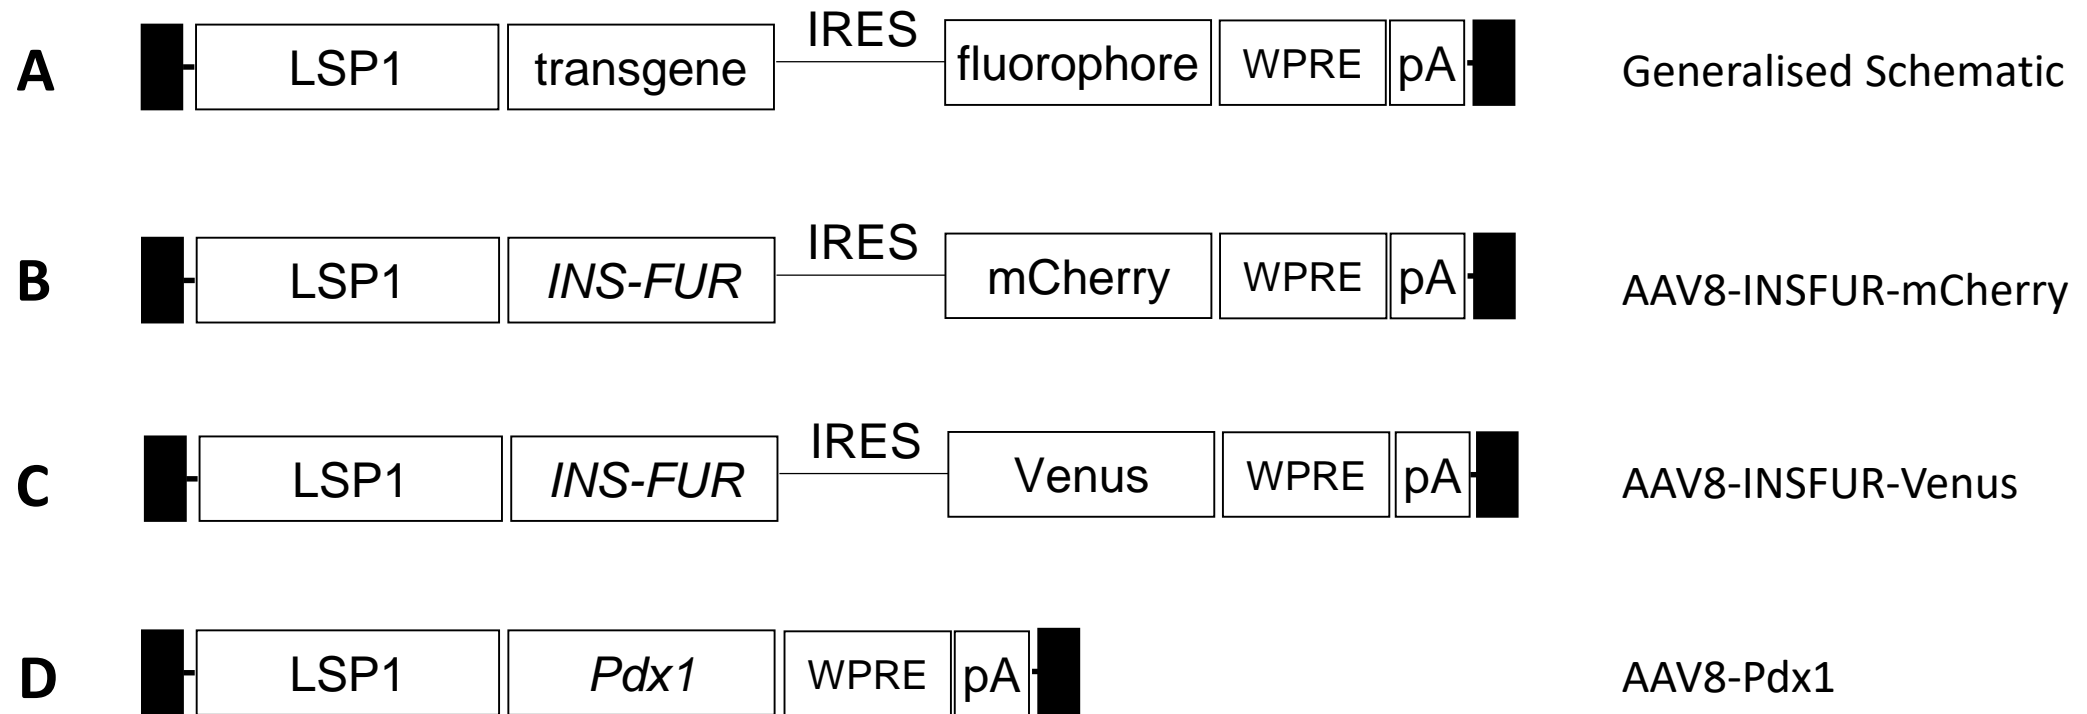 A LSP1 transgene IRES fluorophore WPRE pA Generalised Schematic
B LSP1 INS-FUR IRES mCherry WPRE pA AAV8-INSFUR-mCherry
C LSP1 INS-FUR IRES Venus WPRE pA AAV8-INSFUR-Venus
D LSP1 Pdx1 WPRE pA AAV8-Pdx1